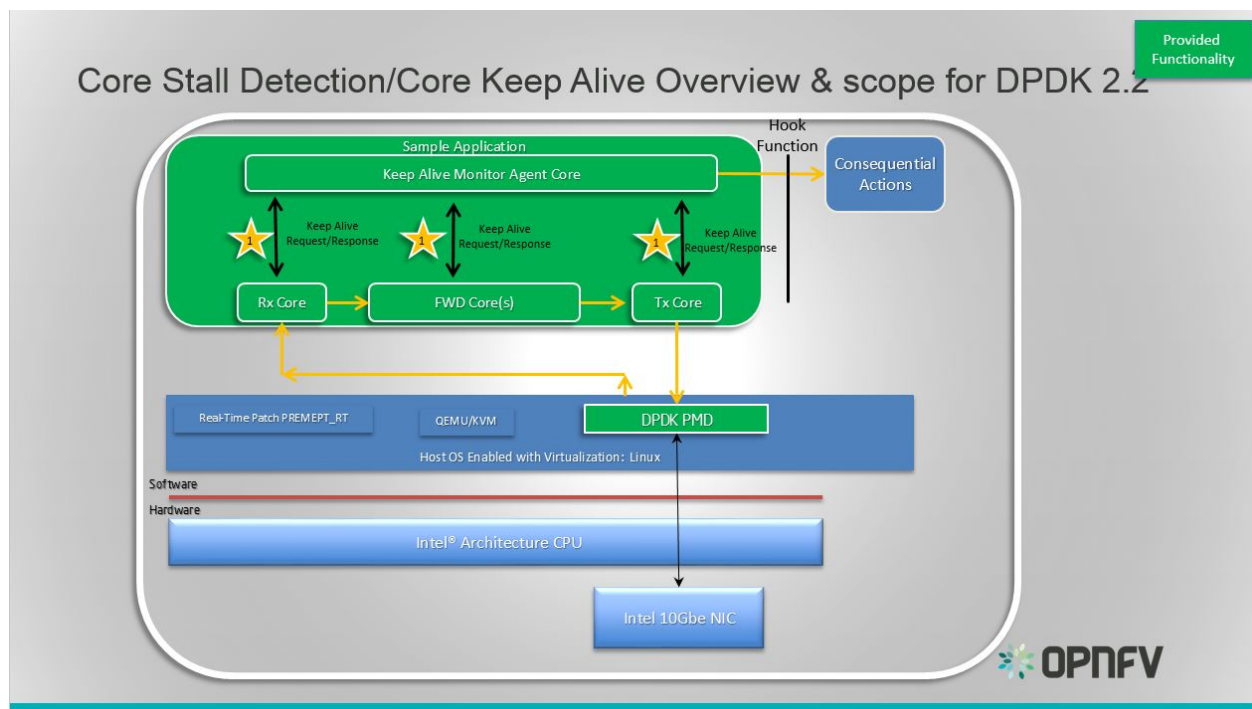 Provided
Functionality
Core Stall Detection/Core Keep Alive Overview & scope for DPDK 2.2
Hook
Function
Sample Application
Keep Alive Monitor Agent Core
Consequential
Actions
1
Keep Alive
Request/Response
1
Keep Alive
Request/Response
1
Keep Alive
Request/Response
Rx Core
FWD Core(s)
Tx Core
Real-Time Patch PREMEPT_RT
QEMU/KVM
DPDK PMD
Host OS Enabled with Virtualization: Linux
Software
Hardware
Intel® Architecture CPU
Intel 10Gbe NIC
OPNFV